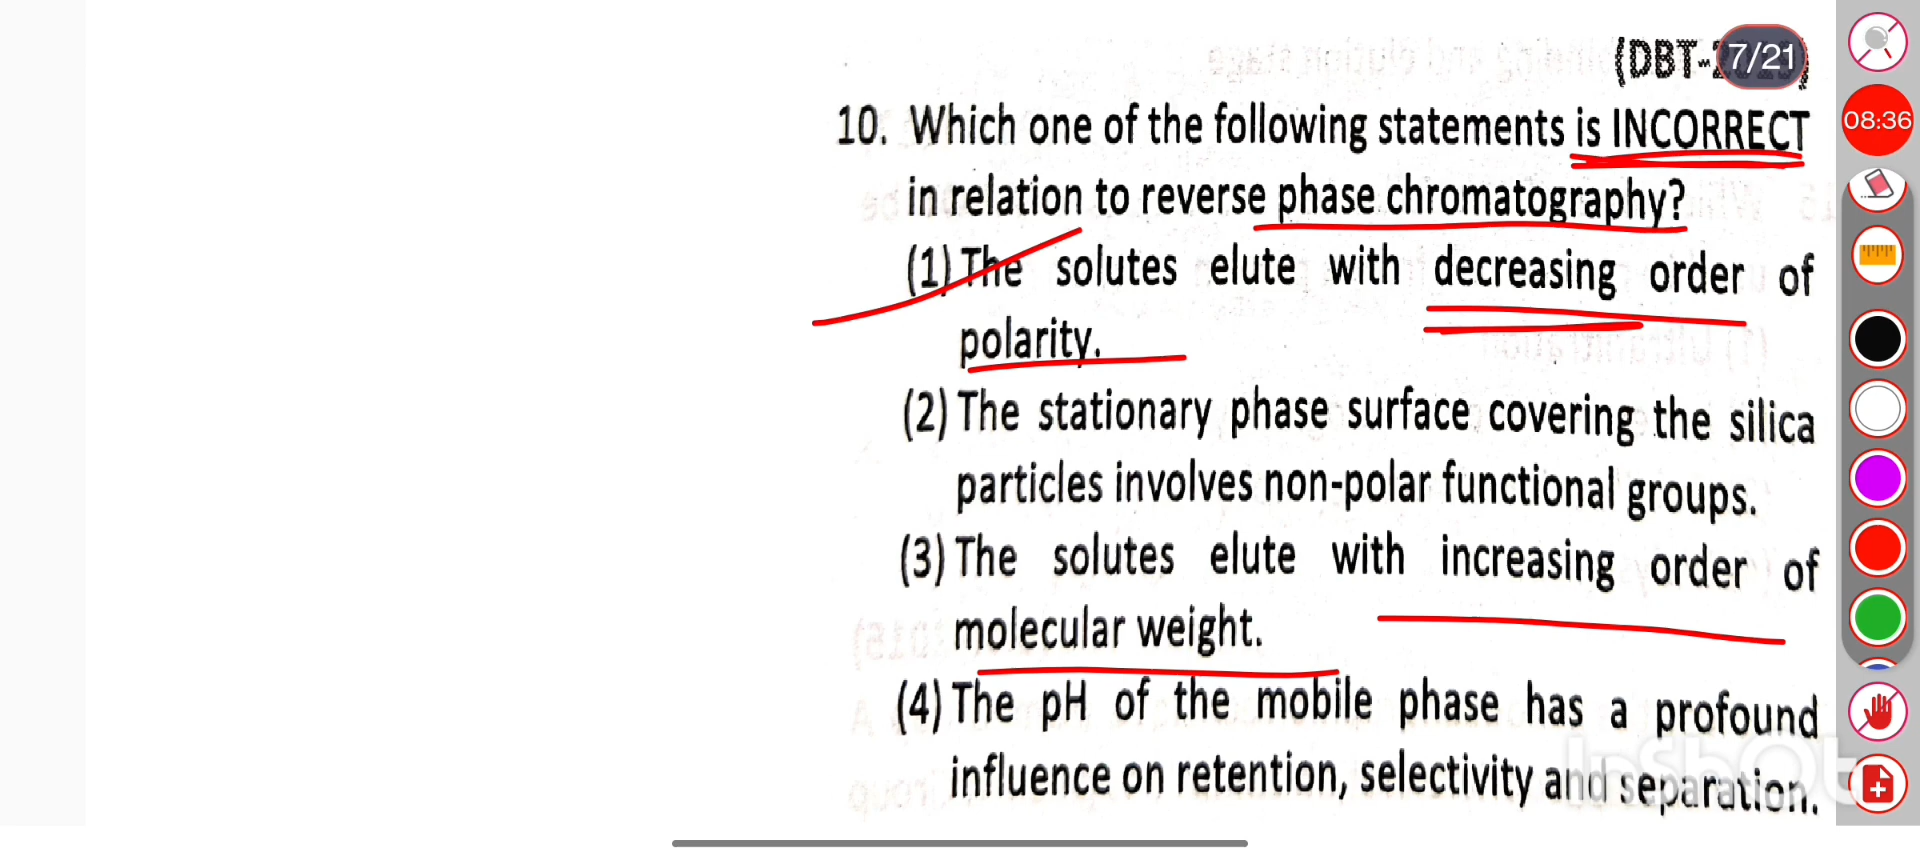 (DBT-
7/21
08:36
10. Which one of the following statements is INCORRECT
in relation to reverse phase chromatography?
(1) The solutes elute with decreasing order of
polarity.
(2) The stationary phase surface covering the silica
particles involves non-polar functional groups.
(3) The solutes elute with increasing order of
molecular weight.
(4) The pH of the mobile phase has a profound
influence on retention, selectivity and separation.
InShOt